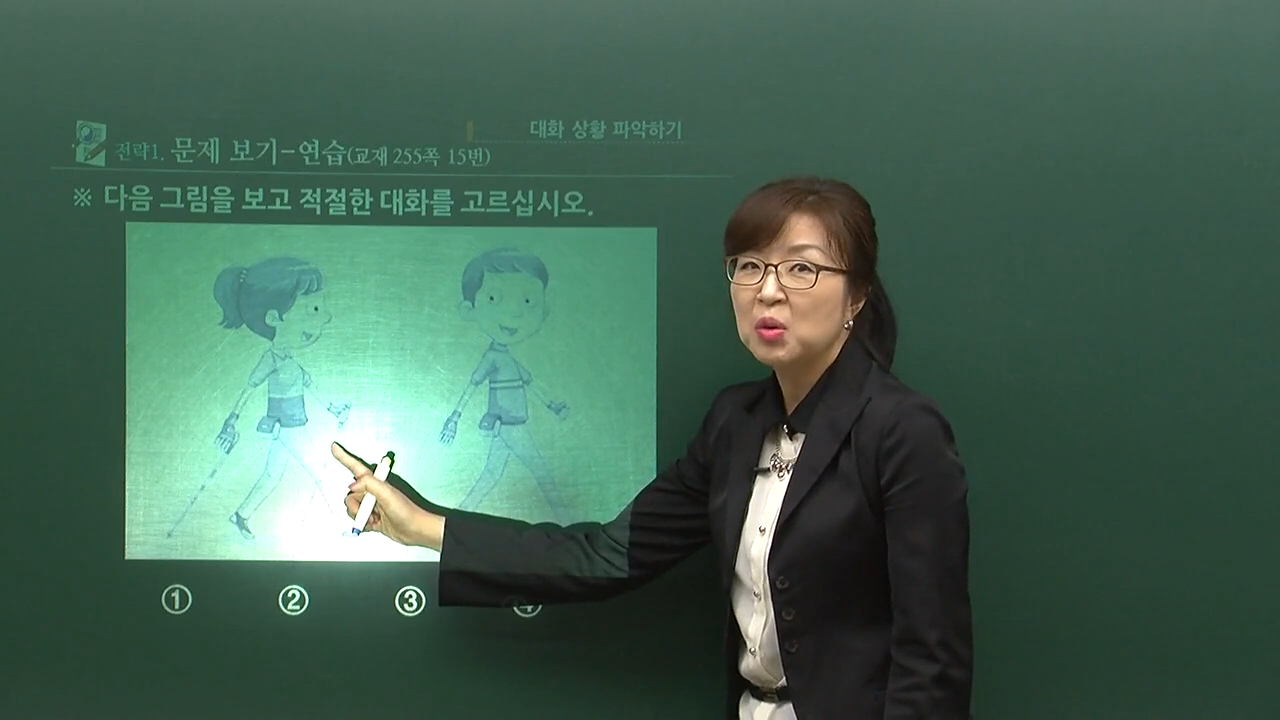 대화 상황 파악하기
전략1. 문제 보기-연습(교재 255쪽 15번)
※ 다음 그림을 보고 적절한 대화를 고르십시오.
① ② ③ ④